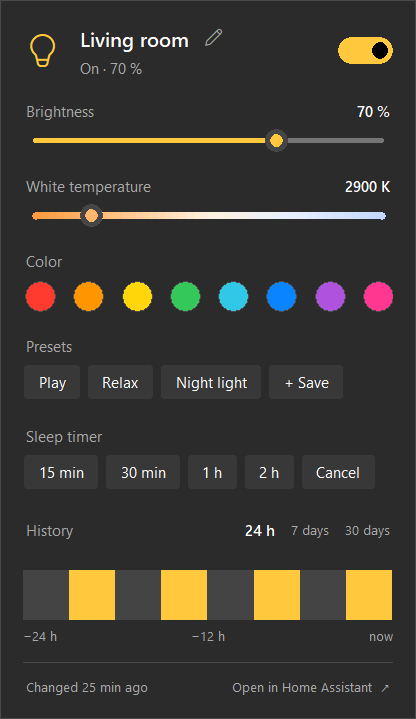 Living room
On · 70 %
Brightness 70 %
White temperature 2900 K
Color
Presets
Play Relax Night light + Save
Sleep timer
15 min 30 min 1 h 2 h Cancel
History 24 h 7 days 30 days
−24 h −12 h now
Changed 25 min ago Open in Home Assistant ↗